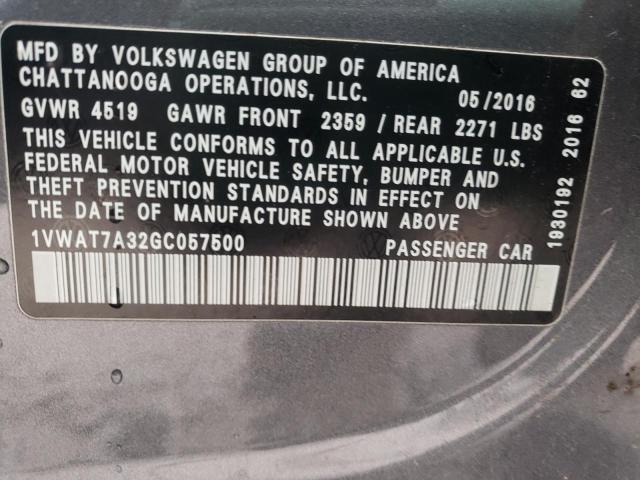 MFD BY VOLKSWAGEN GROUP OF AMERICA
CHATTANOOGA OPERATIONS, LLC. 05/2016
GVWR 4519 GAWR FRONT 2359 / REAR 2271 LBS
THIS VEHICLE CONFORMS TO ALL APPLICABLE U.S.
FEDERAL MOTOR VEHICLE SAFETY, BUMPER AND
THEFT PREVENTION STANDARDS IN EFFECT ON
THE DATE OF MANUFACTURE SHOWN ABOVE
1VWAT7A32GC057500 PASSENGER CAR
1930192 2016 62